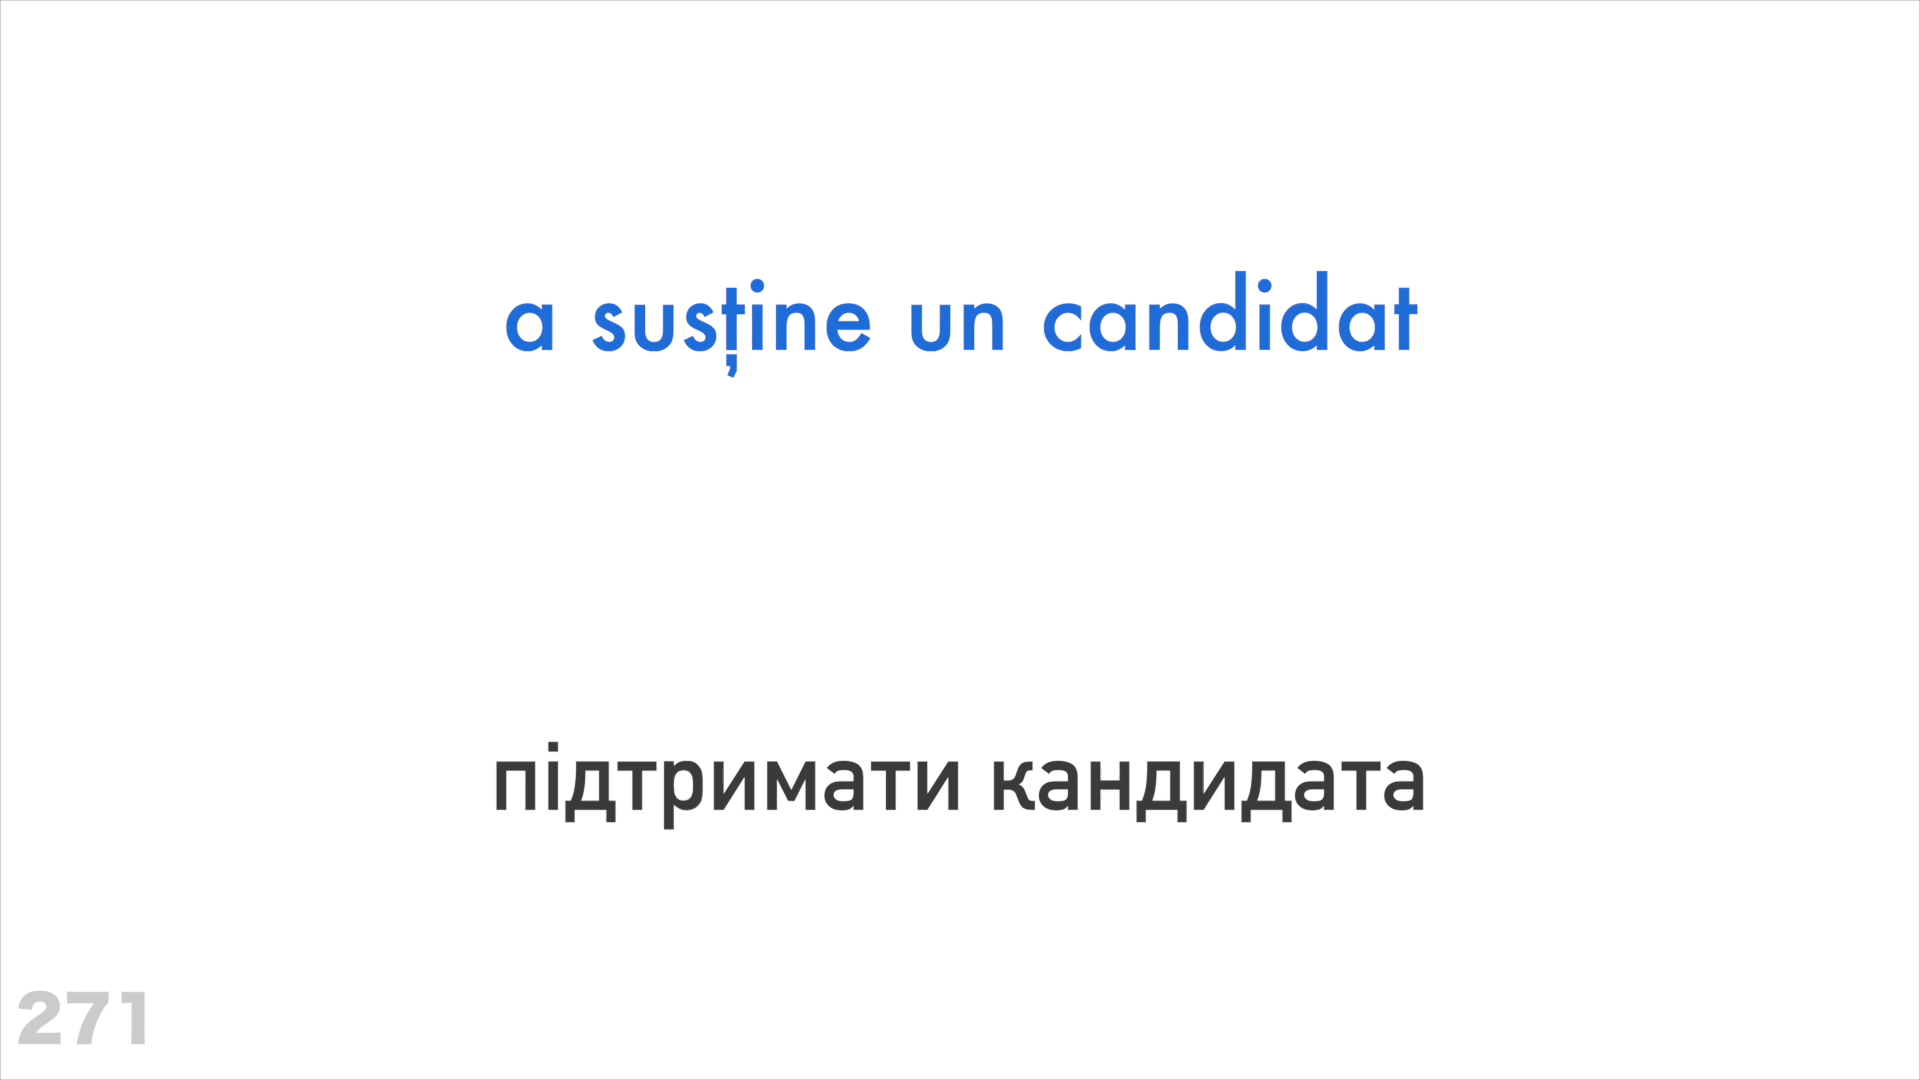 a susține un candidat
підтримати кандидата
271